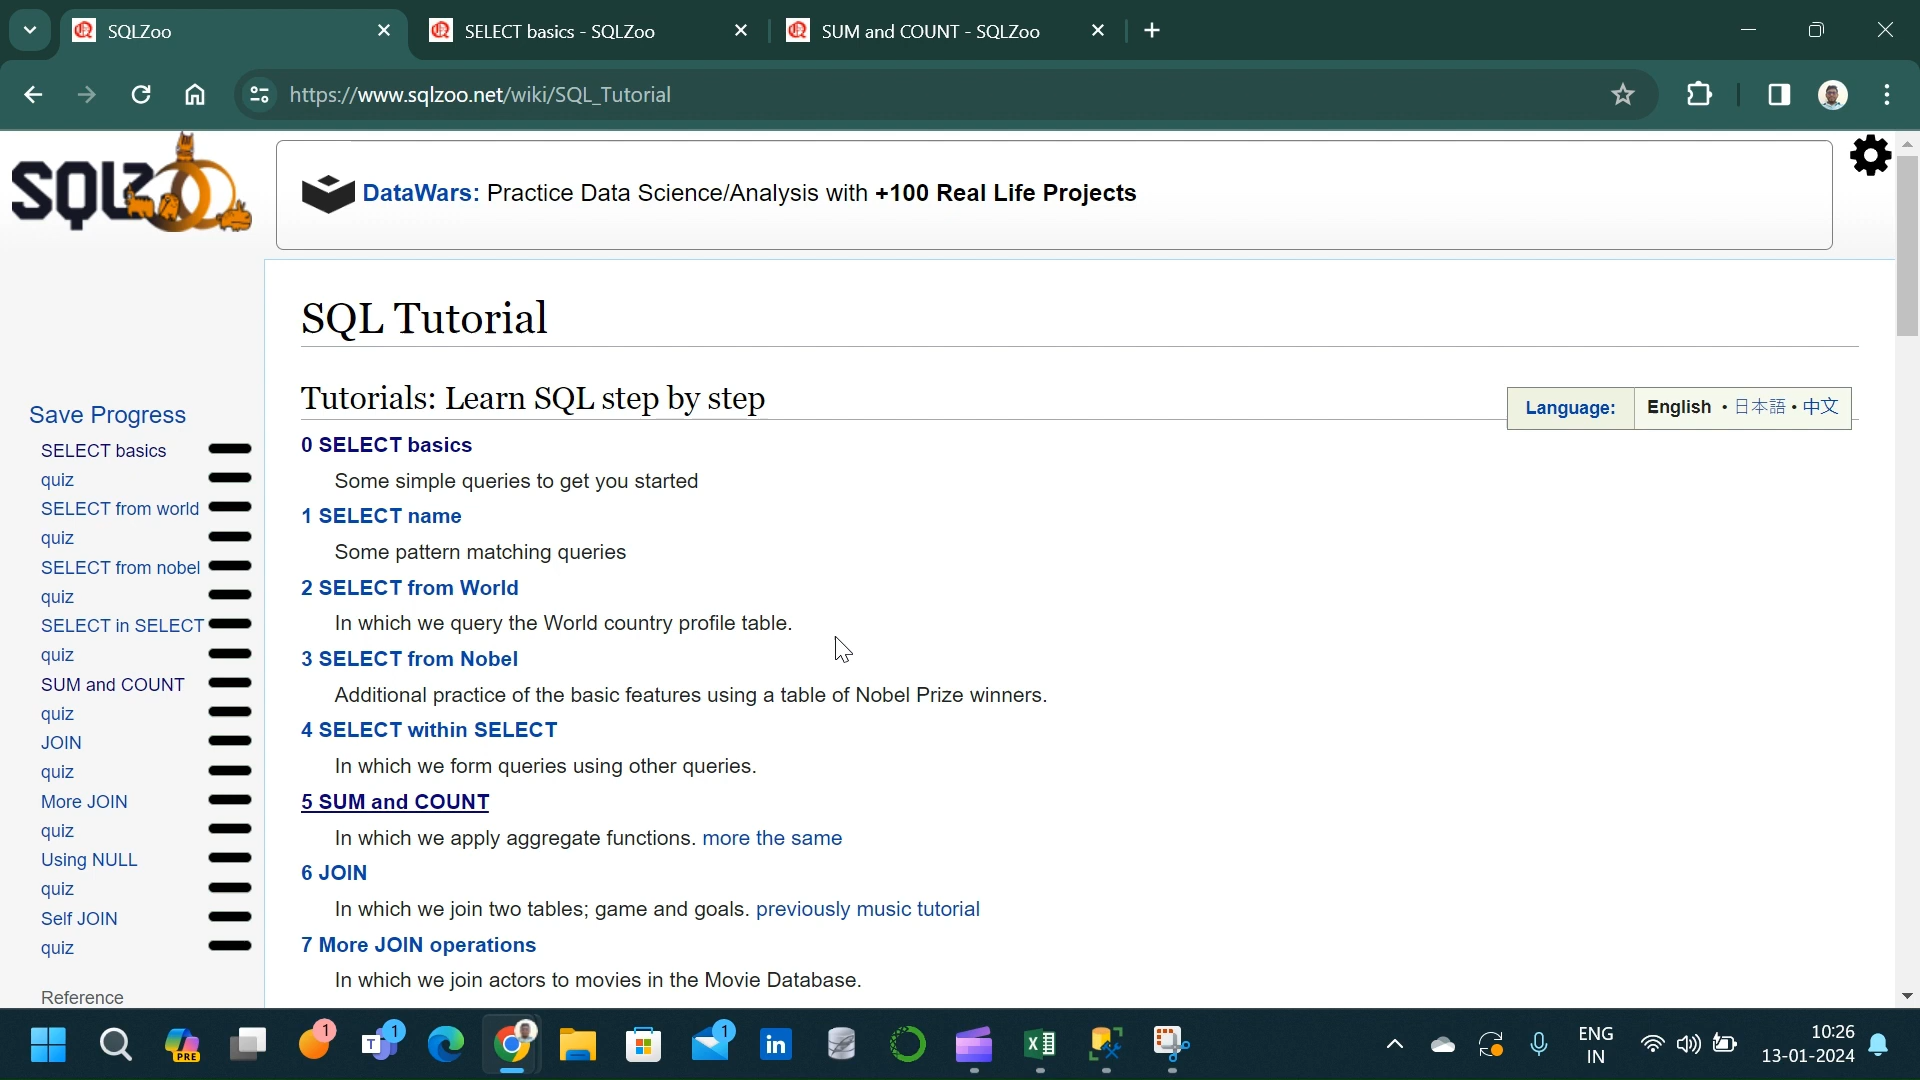 SQLZoo
SELECT basics - SQLZoo
SUM and COUNT - SQLZoo
https://www.sqlzoo.net/wiki/SQL_Tutorial
SQLZOO
DataWars: Practice Data Science/Analysis with +100 Real Life Projects
SQL Tutorial
Tutorials: Learn SQL step by step
Language: English • 日本語 • 中文
Save Progress
SELECT basics
quiz
SELECT from world
quiz
SELECT from nobel
quiz
SELECT in SELECT
quiz
SUM and COUNT
quiz
JOIN
quiz
More JOIN
quiz
Using NULL
quiz
Self JOIN
quiz
Reference
0 SELECT basics
Some simple queries to get you started
1 SELECT name
Some pattern matching queries
2 SELECT from World
In which we query the World country profile table.
3 SELECT from Nobel
Additional practice of the basic features using a table of Nobel Prize winners.
4 SELECT within SELECT
In which we form queries using other queries.
5 SUM and COUNT
In which we apply aggregate functions. more the same
6 JOIN
In which we join two tables; game and goals. previously music tutorial
7 More JOIN operations
In which we join actors to movies in the Movie Database.
PRE
1
T
1
1
in
X
ENG
IN
10:26
13-01-2024